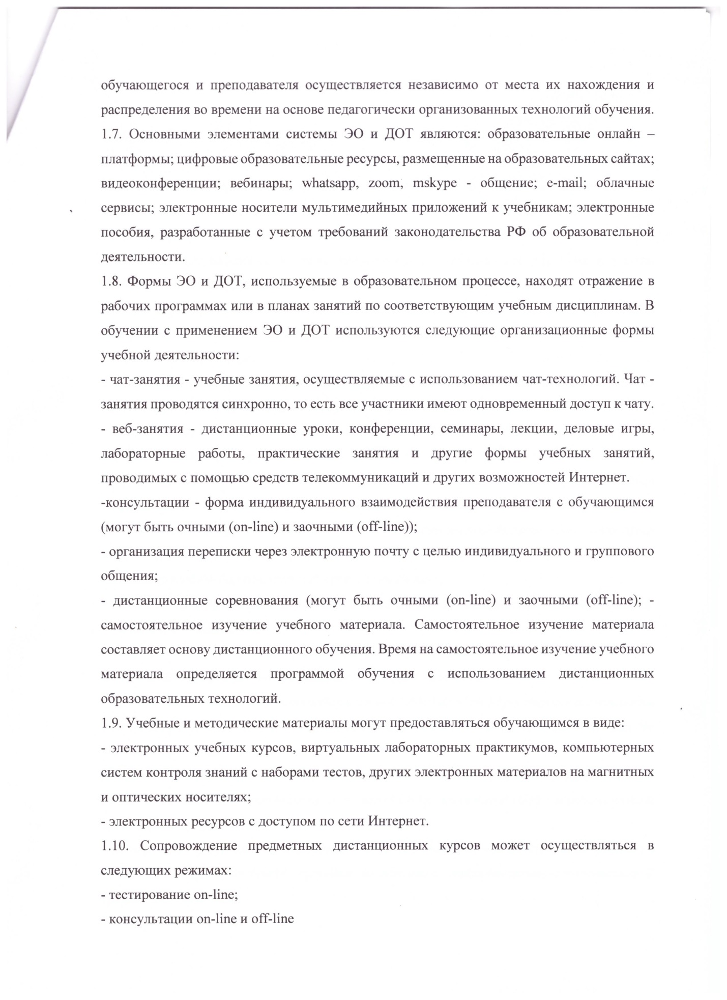 обучающегося и преподавателя осуществляется независимо от места их нахождения и
распределения во времени на основе педагогически организованных технологий обучения.
1.7. Основными элементами системы ЭО и ДОТ являются: образовательные онлайн –
платформы; цифровые образовательные ресурсы, размещенные на образовательных сайтах;
видеоконференции; вебинары; whatsapp, zoom, mskype - общение; e-mail; облачные
сервисы; электронные носители мультимедийных приложений к учебникам; электронные
пособия, разработанные с учетом требований законодательства РФ об образовательной
деятельности.
1.8. Формы ЭО и ДОТ, используемые в образовательном процессе, находят отражение в
рабочих программах или в планах занятий по соответствующим учебным дисциплинам. В
обучении с применением ЭО и ДОТ используются следующие организационные формы
учебной деятельности:
- чат-занятия - учебные занятия, осуществляемые с использованием чат-технологий. Чат -
занятия проводятся синхронно, то есть все участники имеют одновременный доступ к чату.
- веб-занятия - дистанционные уроки, конференции, семинары, лекции, деловые игры,
лабораторные работы, практические занятия и другие формы учебных занятий,
проводимых с помощью средств телекоммуникаций и других возможностей Интернет.
-консультации - форма индивидуального взаимодействия преподавателя с обучающимся
(могут быть очными (on-line) и заочными (off-line));
- организация переписки через электронную почту с целью индивидуального и группового
общения;
- дистанционные соревнования (могут быть очными (on-line) и заочными (off-line); -
самостоятельное изучение учебного материала. Самостоятельное изучение материала
составляет основу дистанционного обучения. Время на самостоятельное изучение учебного
материала определяется программой обучения с использованием дистанционных
образовательных технологий.
1.9. Учебные и методические материалы могут предоставляться обучающимся в виде:
- электронных учебных курсов, виртуальных лабораторных практикумов, компьютерных
систем контроля знаний с наборами тестов, других электронных материалов на магнитных
и оптических носителях;
- электронных ресурсов с доступом по сети Интернет.
1.10. Сопровождение предметных дистанционных курсов может осуществляться в
следующих режимах:
- тестирование on-line;
- консультации on-line и off-line